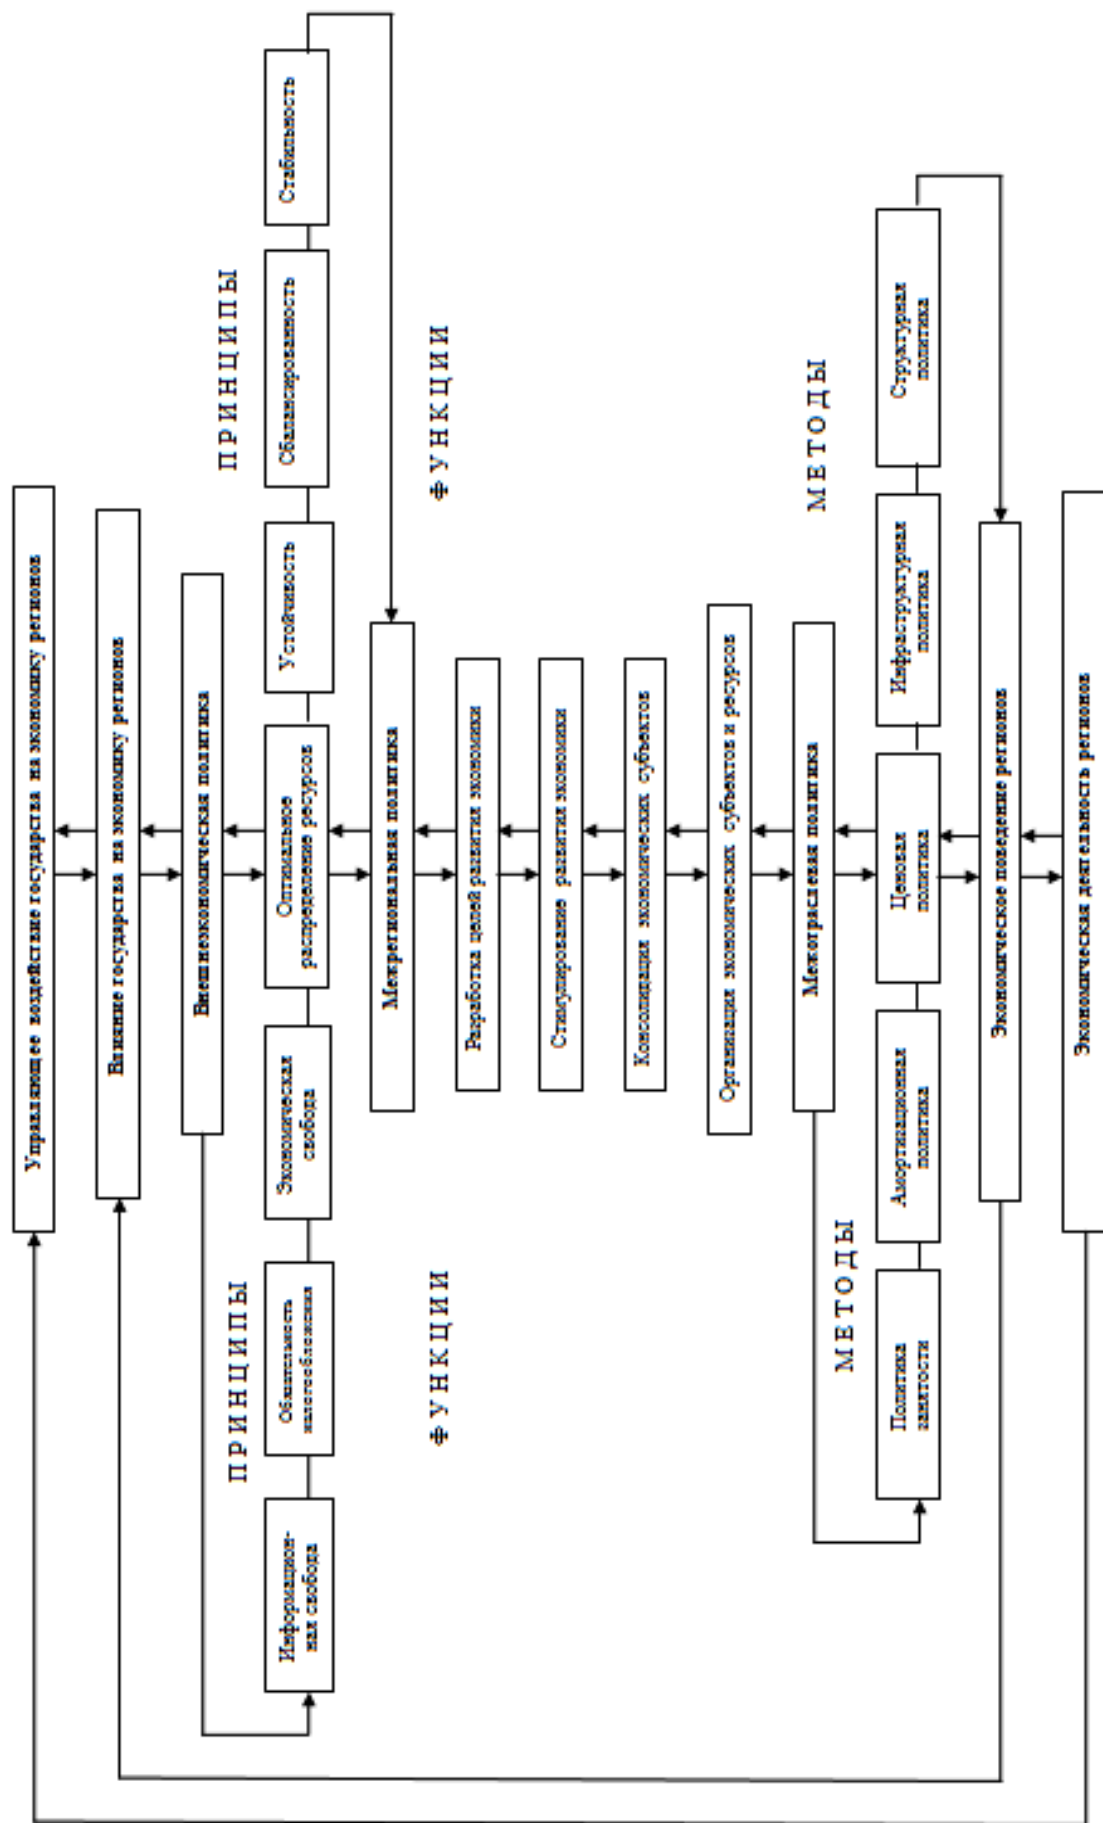 Управляющее воздействие государства на экономику регионов
Влияние государства на экономику регионов
Внешнеэкономическая политика
ПРИНЦИПЫ
ПРИНЦИПЫ
Информацион-
ная свобода
Обязательность
налогообложения
Экономическая
свобода
Оптимальное
распределение ресурсов
Устойчивость
Сбалансированность
Стабильность
Межрегиональная политика
ФУНКЦИИ
ФУНКЦИИ
Разработка целей развития экономики
Стимулирование развития экономики
Консолидация экономических субъектов
Организация экономических субъектов и ресурсов
Межотраслевая политика
МЕТОДЫ
МЕТОДЫ
Политика
занятости
Амортизационная
политика
Ценовая
политика
Инфраструктурная
политика
Структурная
политика
Экономическое поведение регионов
Экономическая деятельность регионов